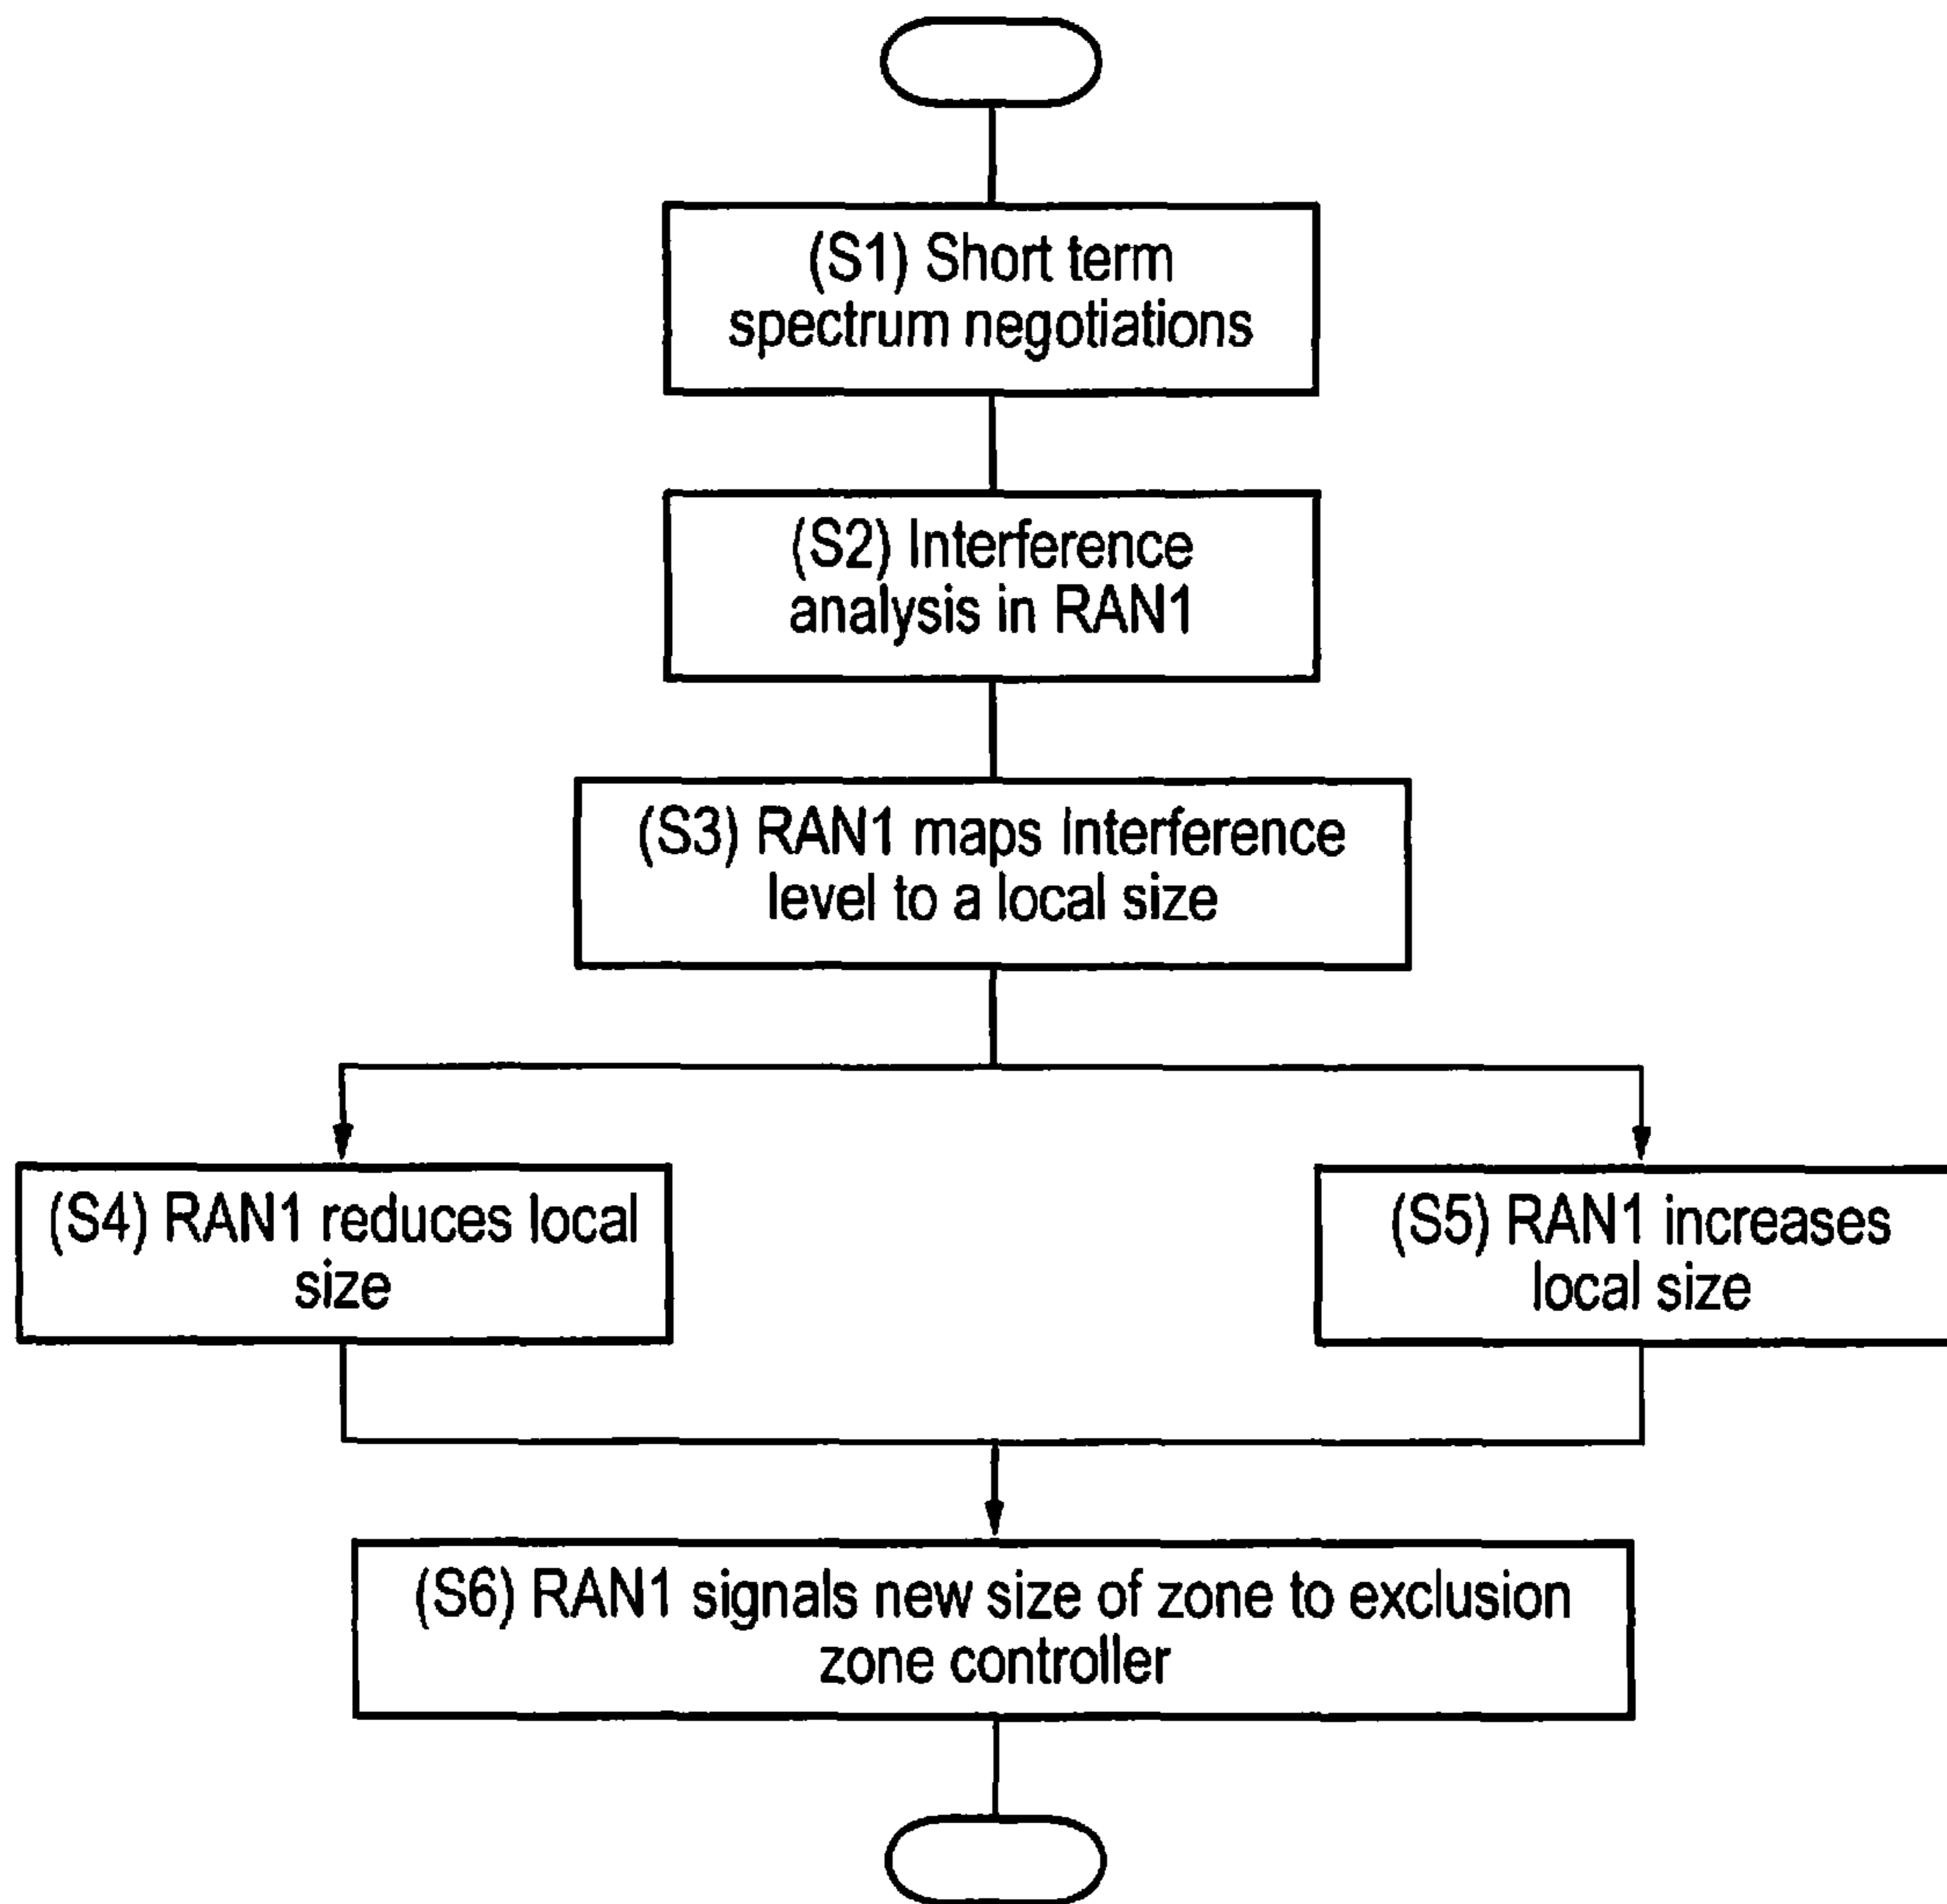 (S1) Short term
spectrum negotiations
(S2) Interference
analysis in RAN1
(S3) RAN1 maps Interference
level to a local size
(S4) RAN1 reduces local
size
(S5) RAN1 increases
local size
(S6) RAN1 signals new size of zone to exclusion
zone controller